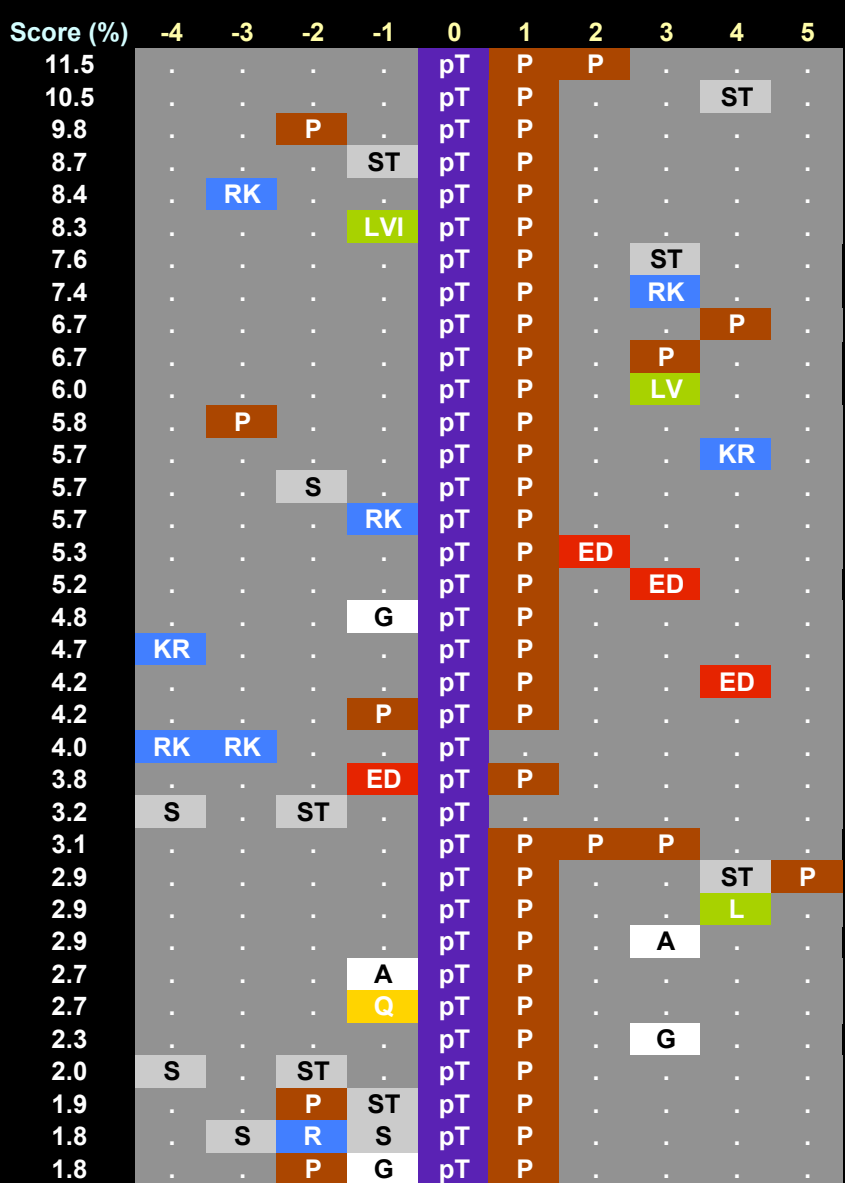 Score (%) -4 -3 -2 -1 0 1 2 3 4 5
11.5 . . . . pT P P . . .
10.5 . . . . pT P . . ST .
9.8 . . P . pT P . . . .
8.7 . . . ST pT P . . . .
8.4 . RK . . pT P . . . .
8.3 . . . LVI pT P . . . .
7.6 . . . . pT P . ST . .
7.4 . . . . pT P . RK . .
6.7 . . . . pT P . . P .
6.7 . . . . pT P . P . .
6.0 . . . . pT P . LV . .
5.8 . P . . pT P . . . .
5.7 . . . . pT P . . KR .
5.7 . . S . pT P . . . .
5.7 . . . RK pT P . . . .
5.3 . . . . pT P ED . . .
5.2 . . . . pT P . ED . .
4.8 . . . G pT P . . . .
4.7 KR . . . pT P . . . .
4.2 . . . . pT P . . ED .
4.2 . . . P pT P . . . .
4.0 RK RK . . pT . . . . .
3.8 . . . ED pT P . . . .
3.2 S . ST . pT . . . . .
3.1 . . . . pT P P P . .
2.9 . . . . pT P . . ST P
2.9 . . . . pT P . . L .
2.9 . . . . pT P . A . .
2.7 . . . A pT P . . . .
2.7 . . . Q pT P . . . .
2.3 . . . . pT P . G . .
2.0 S . ST . pT P . . . .
1.9 . . P ST pT P . . . .
1.8 . S R S pT P . . . .
1.8 . . P G pT P . . . .